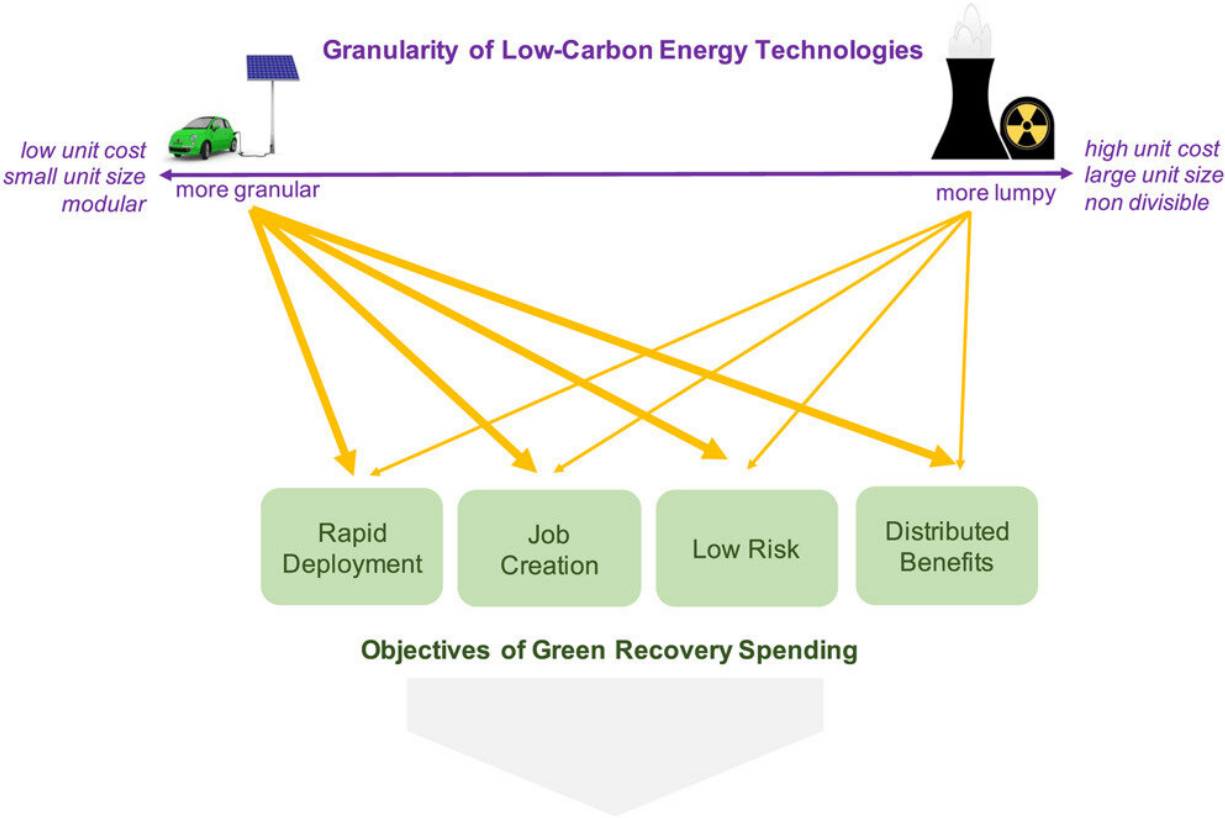 Granularity of Low-Carbon Energy Technologies
low unit cost
small unit size
modular
more granular
more lumpy
high unit cost
large unit size
non divisible
Rapid
Deployment
Job
Creation
Low Risk
Distributed
Benefits
Objectives of Green Recovery Spending